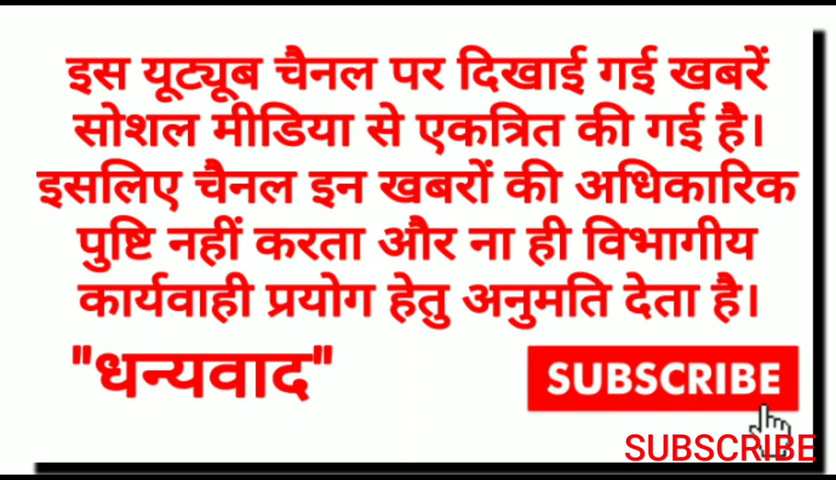 इस यूट्यूब चैनल पर दिखाई गई खबरें
सोशल मीडिया से एकत्रित की गई है।
इसलिए चैनल इन खबरों की अधिकारिक
पुष्टि नहीं करता और ना ही विभागीय
कार्यवाही प्रयोग हेतु अनुमति देता है।
"धन्यवाद"
SUBSCRIBE
SUBSCRIBE